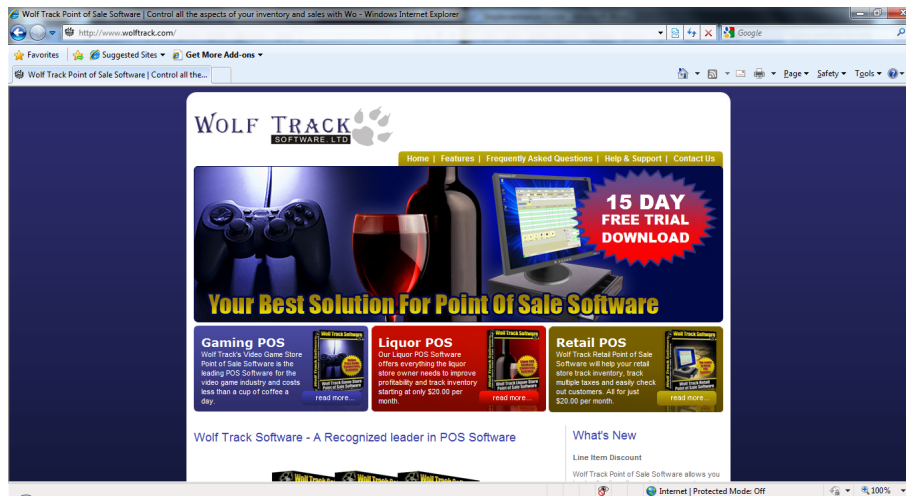 Wolf Track Point of Sale Software | Control all the aspects of your inventory and sales with Wo - Windows Internet Explorer
http://www.wolftrack.com/
Google
Favorites
Suggested Sites
Get More Add-ons
Wolf Track Point of Sale Software | Control all the...
Page
Safety
Tools
WOLF TRACK
SOFTWARE. LTD
Home | Features | Frequently Asked Questions | Help & Support | Contact Us
15 DAY
FREE TRIAL
DOWNLOAD
Your Best Solution For Point Of Sale Software
Gaming POS
Wolf Track's Video Game Store
Point of Sale Software is the
leading POS Software for the
video game industry and costs
less than a cup of coffee a
day.
Wolf Track Software
read more...
Liquor POS
Our Liquor POS Software
offers everything the liquor
store owner needs to improve
profitability and track inventory
starting at only $20.00 per
month.
Wolf Track Software
read more...
Retail POS
Wolf Track Retail Point of Sale
Software will help your retail
store track inventory, track
multiple taxes and easily check
out customers. All for just
$20.00 per month.
Wolf Track Software
read more...
Wolf Track Software - A Recognized leader in POS Software
What's New
Line Item Discount
Wolf Track Point of Sale Software allows you
Internet | Protected Mode: Off
100%